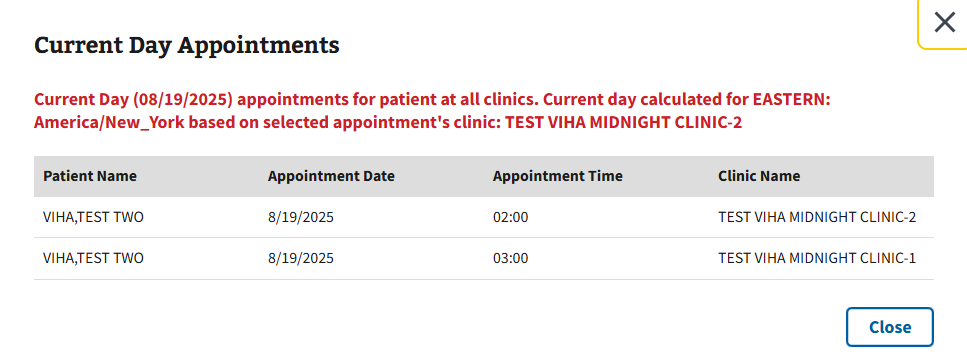 Current Day Appointments
Current Day (08/19/2025) appointments for patient at all clinics. Current day calculated for EASTERN:
America/New_York based on selected appointment's clinic: TEST VIHA MIDNIGHT CLINIC-2
Patient Name Appointment Date Appointment Time Clinic Name
VIHA,TEST TWO 8/19/2025 02:00 TEST VIHA MIDNIGHT CLINIC-2
VIHA,TEST TWO 8/19/2025 03:00 TEST VIHA MIDNIGHT CLINIC-1
Close